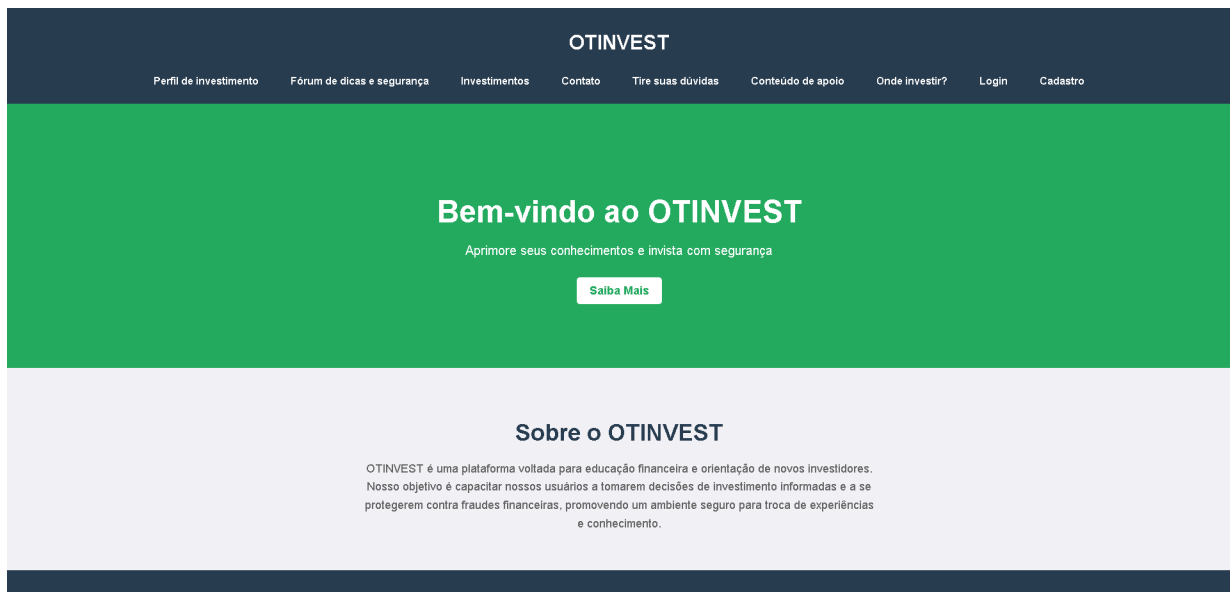 OTINVEST
Perfil de investimento Fórum de dicas e segurança Investimentos Contato Tire suas dúvidas Conteúdo de apoio Onde investir? Login Cadastro
Bem-vindo ao OTINVEST
Aprimore seus conhecimentos e invista com segurança
Saiba Mais
Sobre o OTINVEST
OTINVEST é uma plataforma voltada para educação financeira e orientação de novos investidores.
Nosso objetivo é capacitar nossos usuários a tomarem decisões de investimento informadas e a se
protegerem contra fraudes financeiras, promovendo um ambiente seguro para troca de experiências
e conhecimento.